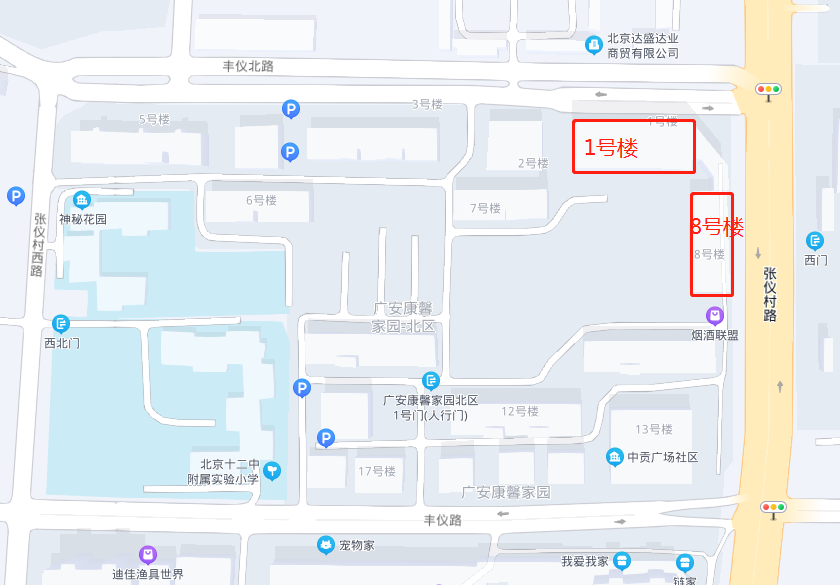 北京达盛达业
商贸有限公司
丰仪北路
P
3号楼
5号楼
1号楼
1号楼
P
2号楼
P
神秘花园
6号楼
7号楼
8号楼
8号楼
张仪村西路
西门
张仪村路
广安康馨
家园-北区
烟酒联盟
西北门
P
广安康馨家园北区
1号门(人行门)
12号楼
13号楼
P
中贡广场社区
北京十二中
附属实验小学
17号楼
广安康馨家园
丰仪路
宠物家
迪佳渔具世界
我爱我家
链家